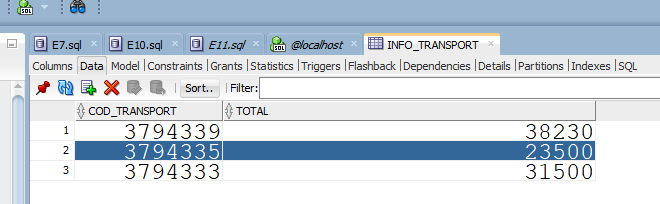 SQL
E7.sql E10.sql E11.sql @localhost INFO_TRANSPORT
Columns Data Model Constraints Grants Statistics Triggers Flashback Dependencies Details Partitions Indexes SQL
Sort.. Filter:
COD_TRANSPORT TOTAL
1 3794339 38230
2 3794335 23500
3 3794333 31500